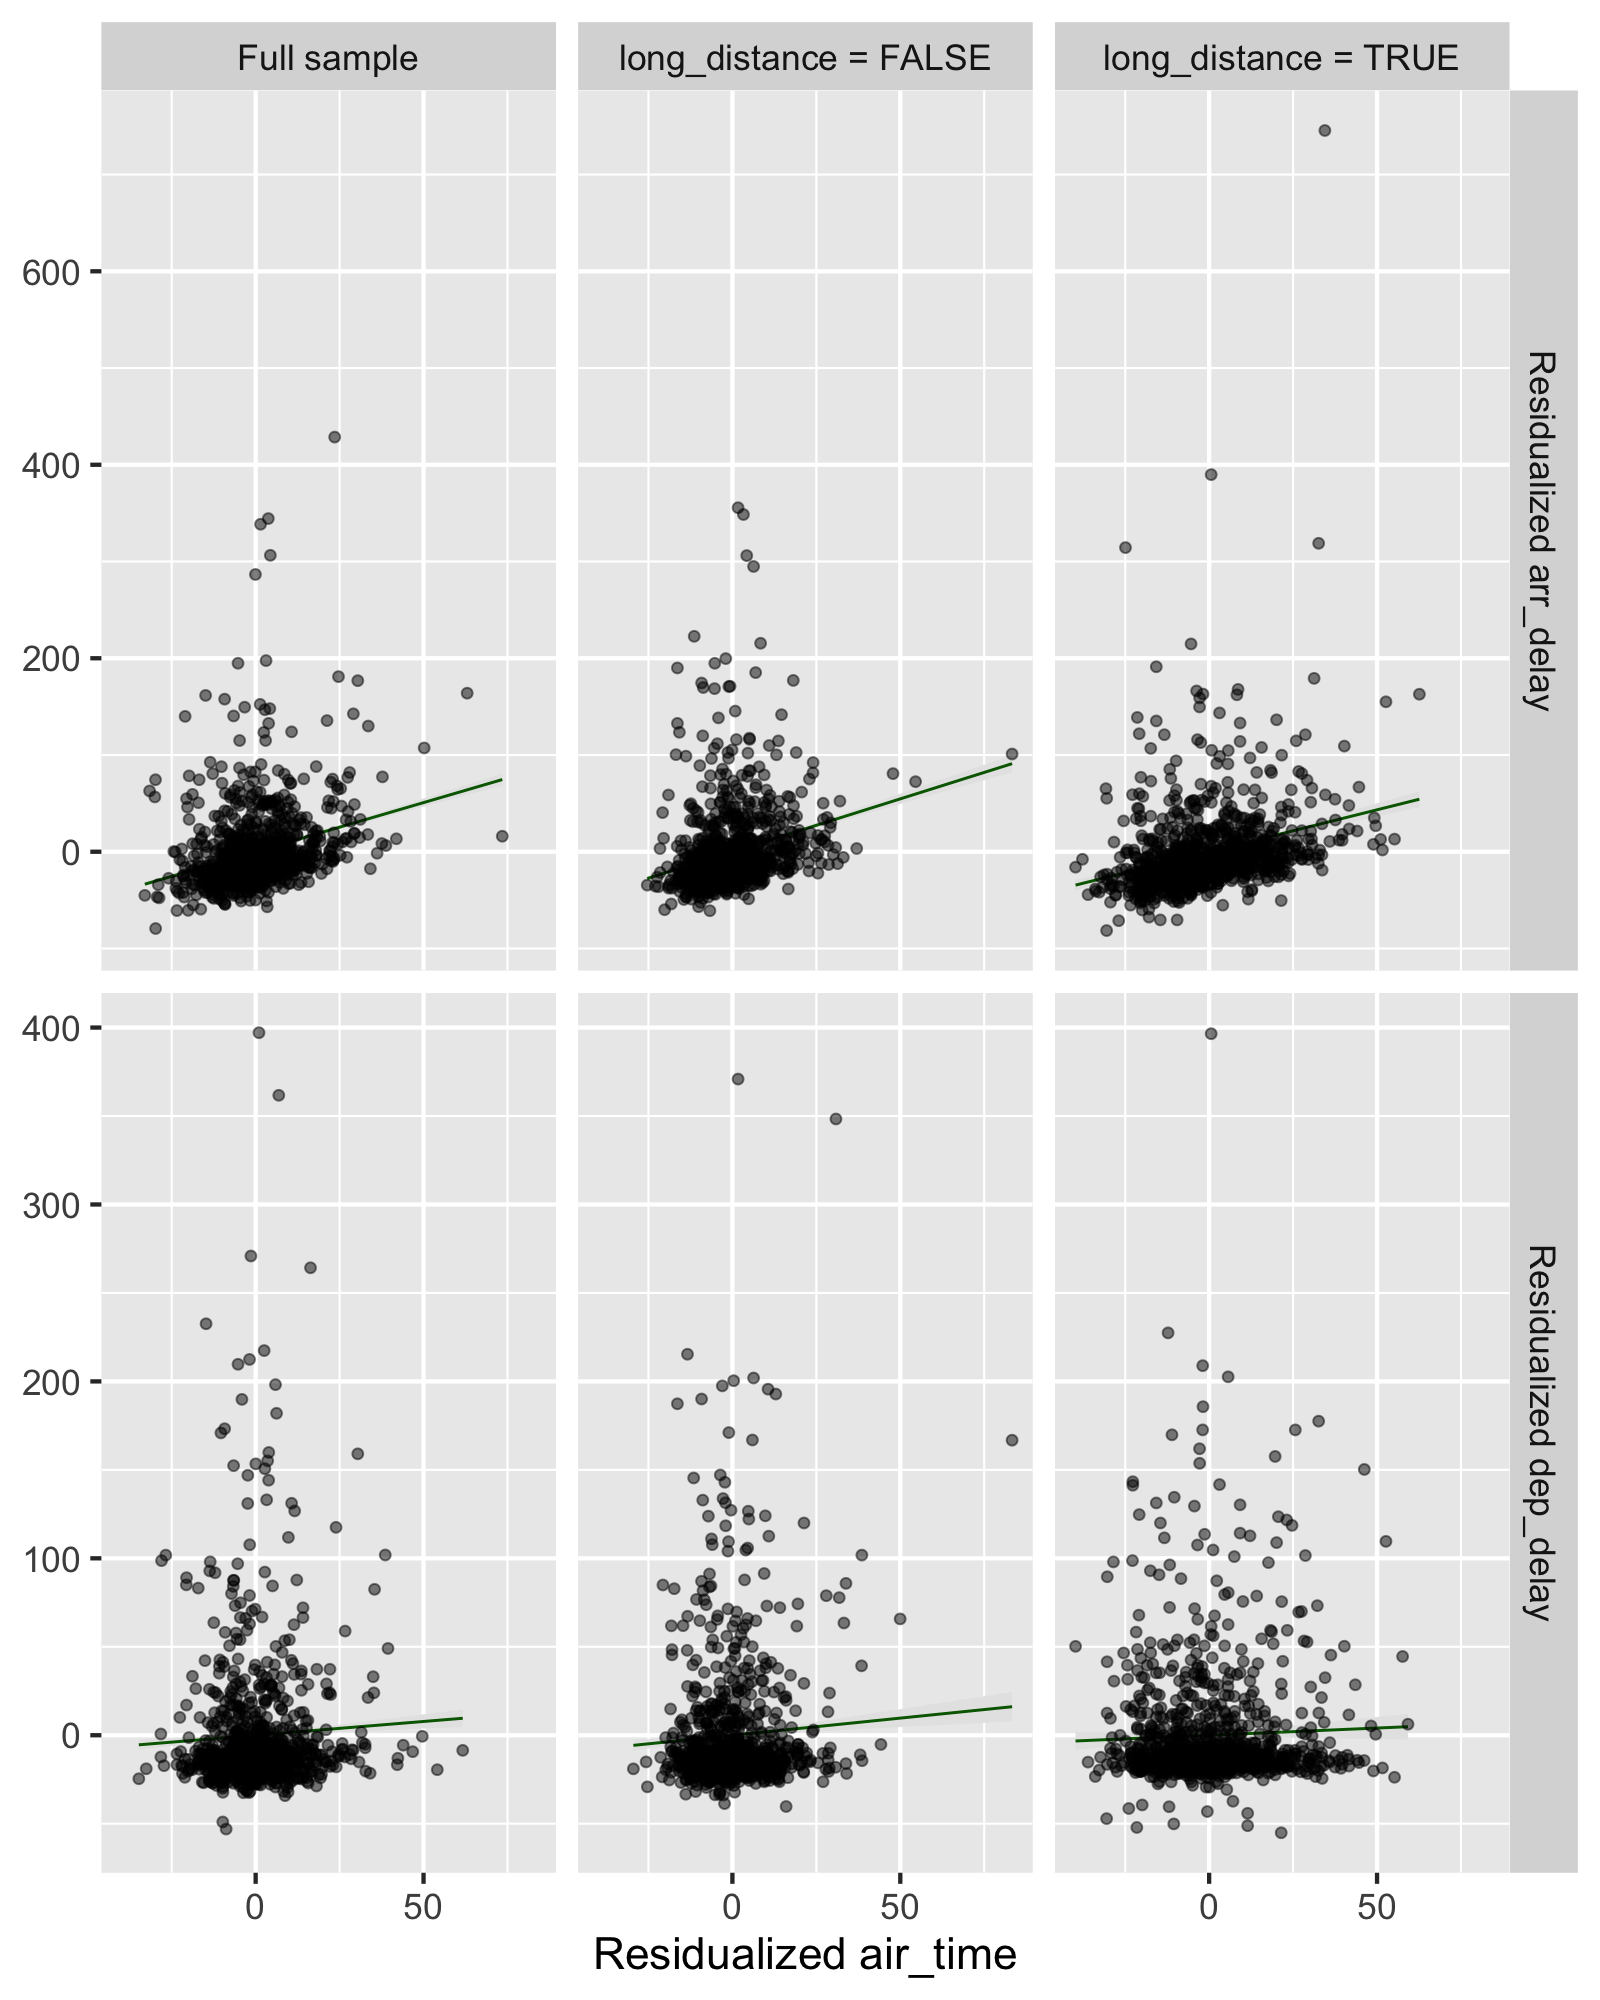 Full sample
long_distance = FALSE
long_distance = TRUE
600
400
200
0
Residualized arr_delay
400
300
200
100
0
Residualized dep_delay
0 50
0 50
0 50
Residualized air_time